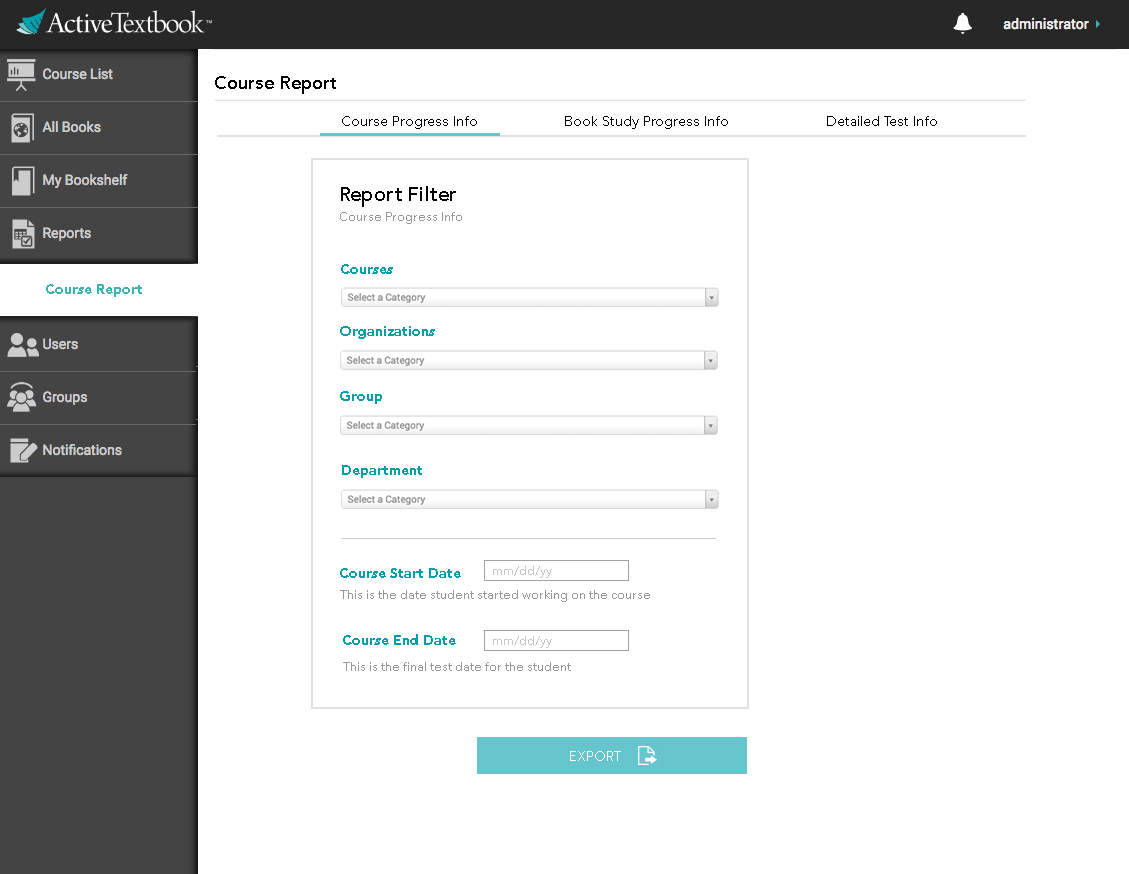 ActiveTextbook™
administrator
Course List
All Books
My Bookshelf
Reports
Course Report
Users
Groups
Notifications
Course Report
Course Progress Info
Book Study Progress Info
Detailed Test Info
Report Filter
Course Progress Info
Courses
Select a Category
Organizations
Select a Category
Group
Select a Category
Department
Select a Category
Course Start Date
mm/dd/yy
This is the date student started working on the course
Course End Date
mm/dd/yy
This is the final test date for the student
EXPORT